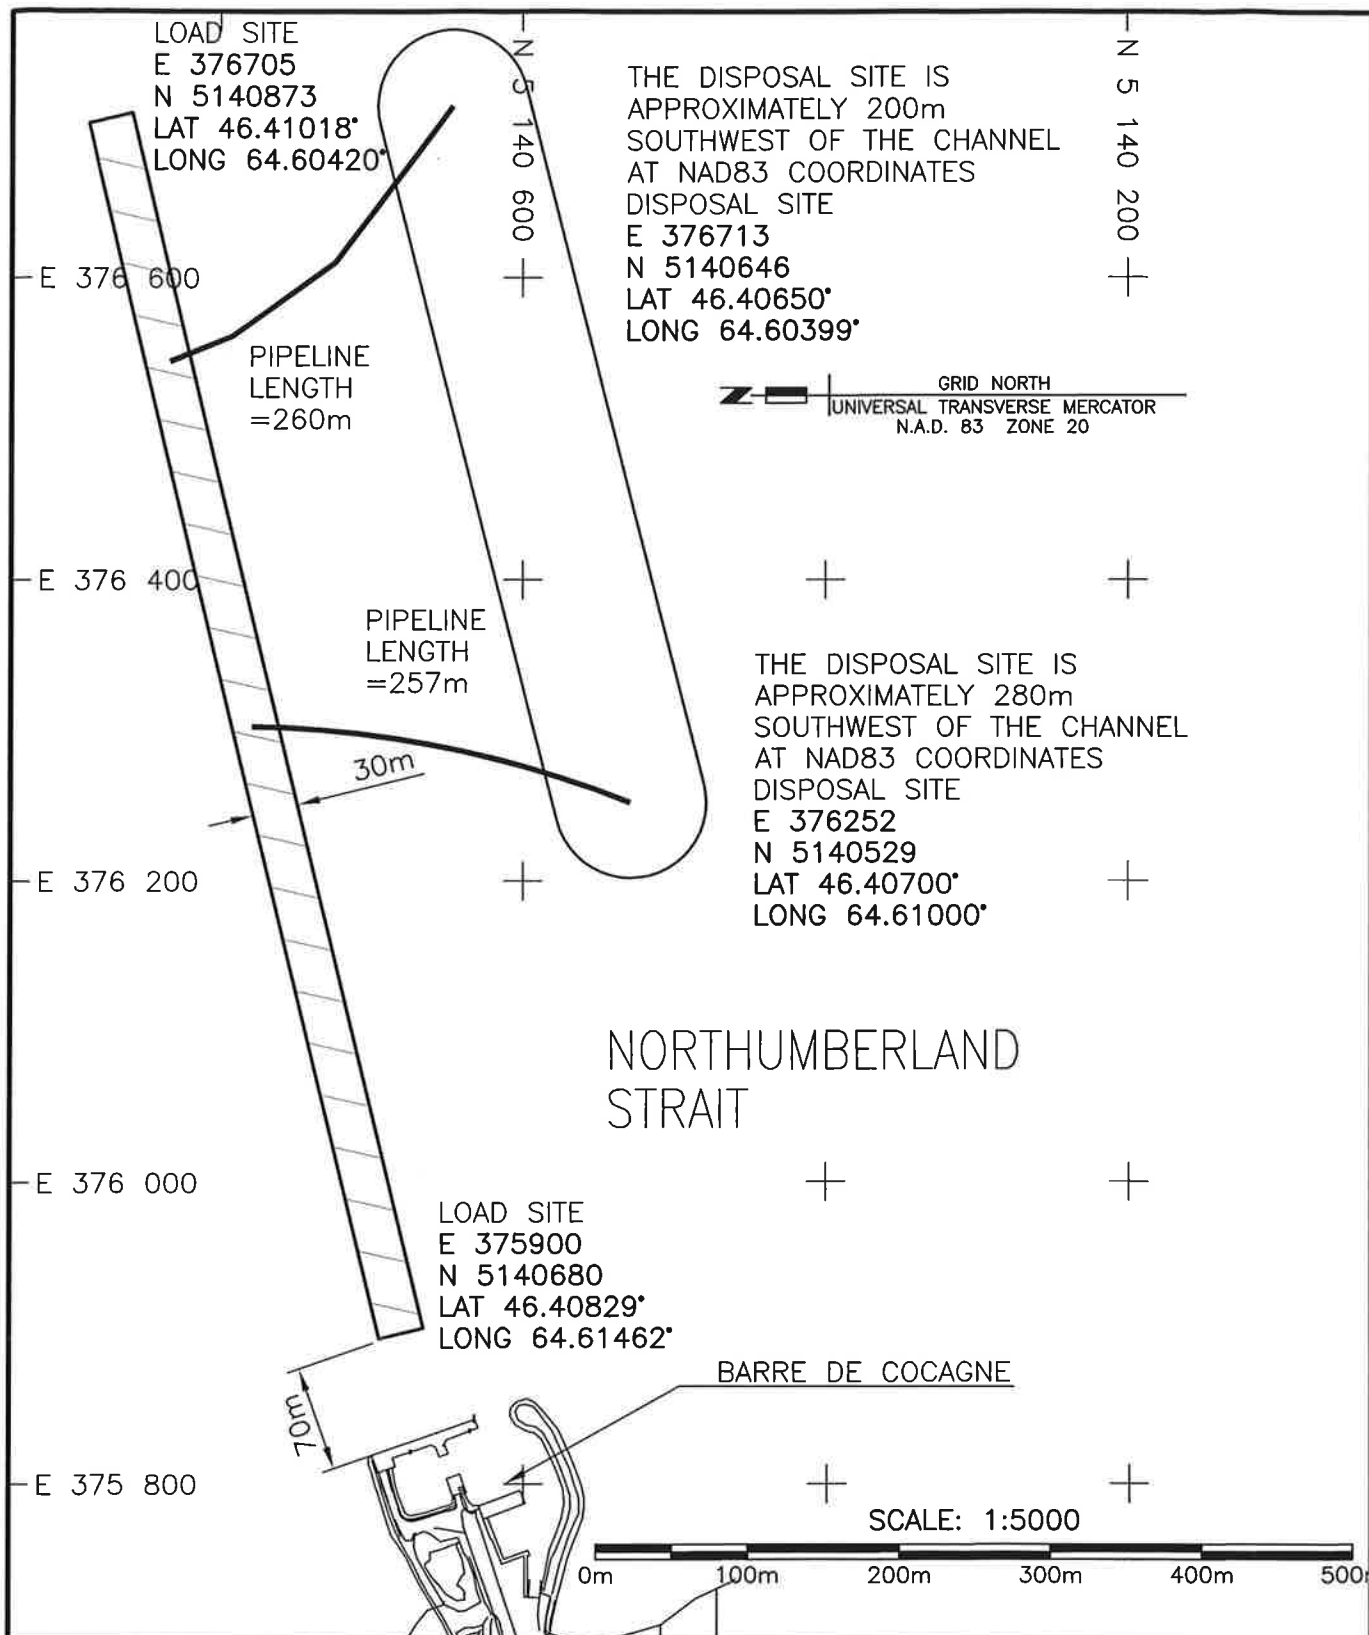 LOAD SITE
E 376705
N 5140873
LAT 46.41018°
LONG 64.60420°
N 5 140 600
N 5 140 200
THE DISPOSAL SITE IS
APPROXIMATELY 200m
SOUTHWEST OF THE CHANNEL
AT NAD83 COORDINATES
DISPOSAL SITE
E 376713
N 5140646
LAT 46.40650°
LONG 64.60399°
E 376 600
PIPELINE
LENGTH
=260m
N
GRID NORTH
UNIVERSAL TRANSVERSE MERCATOR
N.A.D. 83 ZONE 20
E 376 400
PIPELINE
LENGTH
=257m
30m
THE DISPOSAL SITE IS
APPROXIMATELY 280m
SOUTHWEST OF THE CHANNEL
AT NAD83 COORDINATES
DISPOSAL SITE
E 376252
N 5140529
LAT 46.40700°
LONG 64.61000°
E 376 200
NORTHUMBERLAND
STRAIT
E 376 000
LOAD SITE
E 375900
N 5140680
LAT 46.40829°
LONG 64.61462°
BARRE DE COCAGNE
70m
E 375 800
SCALE: 1:5000
0m 100m 200m 300m 400m 500m